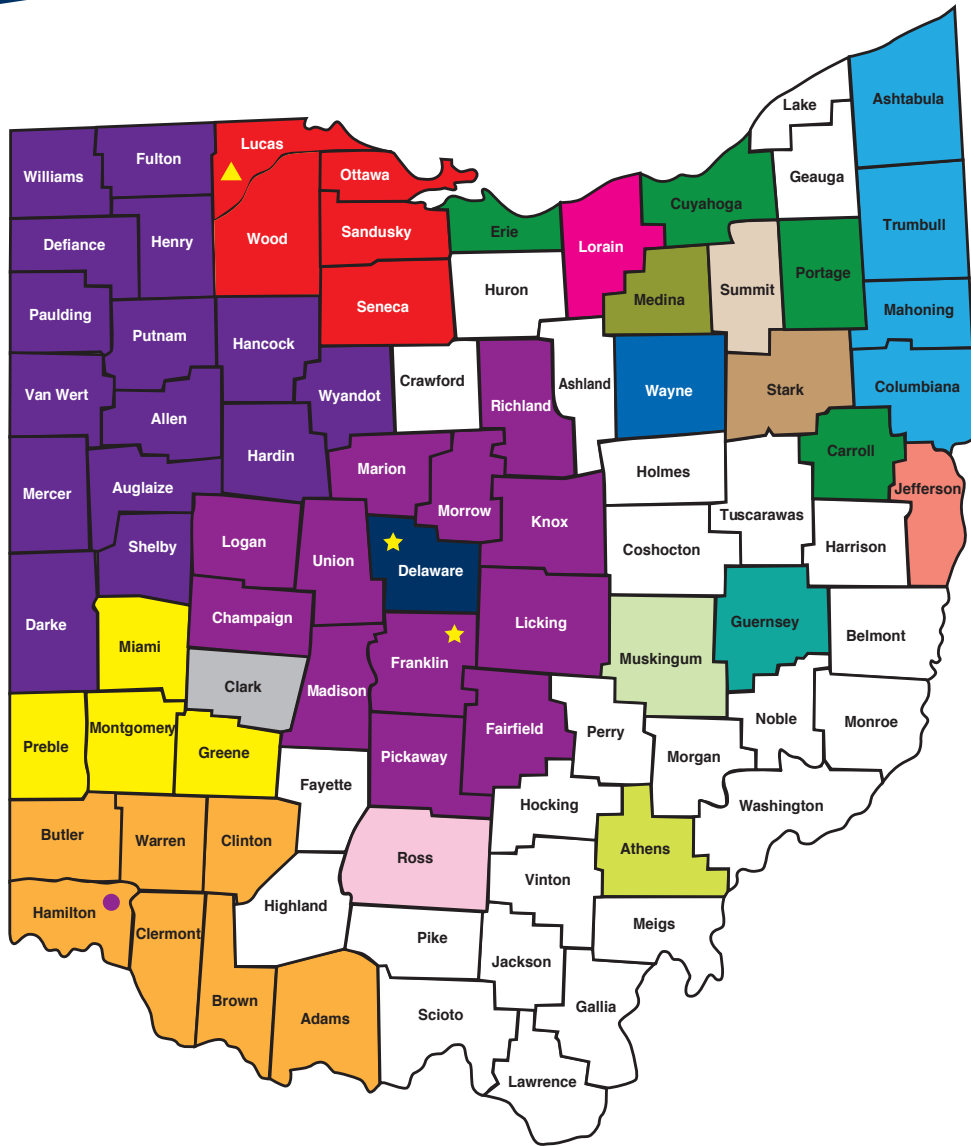 Lake
Ashtabula
Lucas
Fulton
Williams
Ottawa
Geauga
Cuyahoga
Trumbull
Sandusky
Erie
Wood
Henry
Defiance
Lorain
Portage
Huron
Summit
Medina
Seneca
Mahoning
Paulding
Putnam
Hancock
Crawford
Ashland
Columbiana
Wayne
Stark
Van Wert
Wyandot
Richland
Allen
Carroll
Hardin
Marion
Holmes
Auglaize
Jefferson
Mercer
Morrow
Tuscarawas
Knox
Logan
Shelby
Coshocton
Harrison
Union
Delaware
Champaign
Licking
Guernsey
Darke
Belmont
Miami
Muskingum
Franklin
Clark
Madison
Noble
Monroe
Montgomery
Fairfield
Perry
Preble
Greene
Pickaway
Morgan
Fayette
Hocking
Washington
Butler
Warren
Clinton
Athens
Ross
Vinton
Highland
Hamilton
Meigs
Clermont
Pike
Jackson
Brown
Gallia
Scioto
Adams
Lawrence